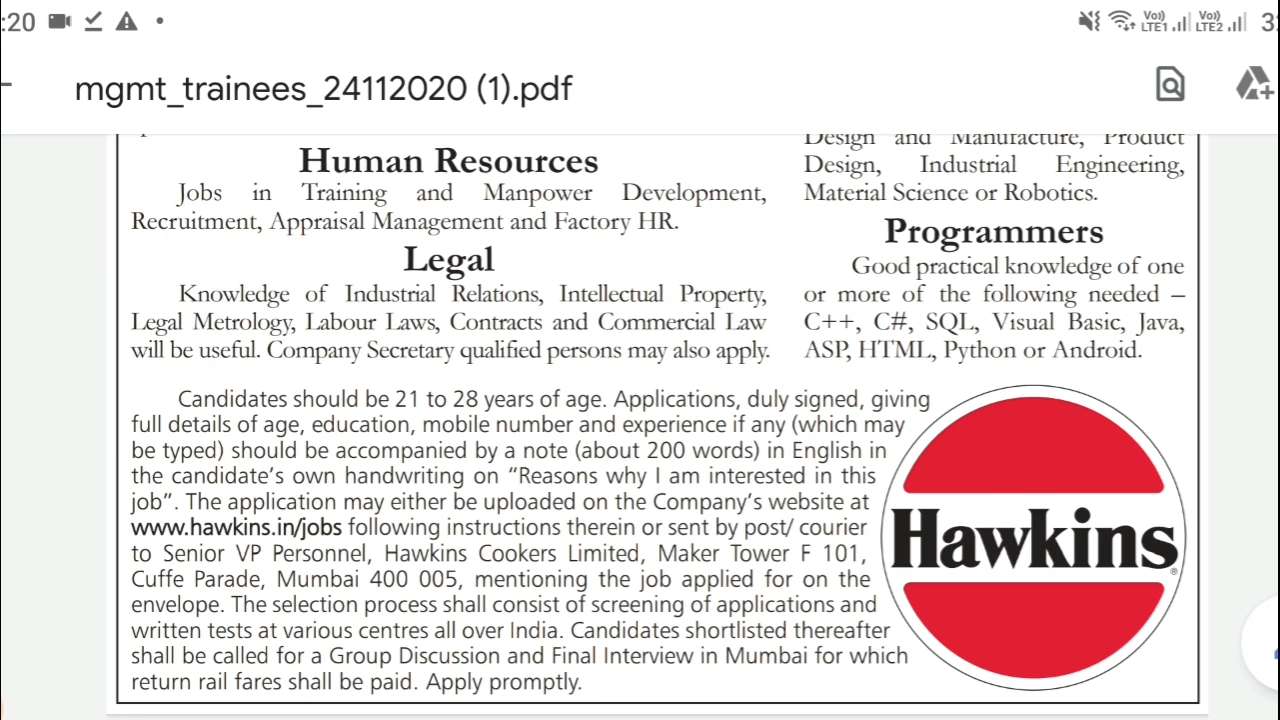 :20
Vo)) LTE1 Vo)) LTE2 3
mgmt_trainees_24112020 (1).pdf
Human Resources
Jobs in Training and Manpower Development,
Recruitment, Appraisal Management and Factory HR.
Legal
Knowledge of Industrial Relations, Intellectual Property,
Legal Metrology, Labour Laws, Contracts and Commercial Law
will be useful. Company Secretary qualified persons may also apply.
Design and Manufacture, Product
Design, Industrial Engineering,
Material Science or Robotics.
Programmers
Good practical knowledge of one
or more of the following needed –
C++, C#, SQL, Visual Basic, Java,
ASP, HTML, Python or Android.
Candidates should be 21 to 28 years of age. Applications, duly signed, giving
full details of age, education, mobile number and experience if any (which may
be typed) should be accompanied by a note (about 200 words) in English in
the candidate’s own handwriting on “Reasons why I am interested in this
job”. The application may either be uploaded on the Company’s website at
www.hawkins.in/jobs following instructions therein or sent by post/ courier
to Senior VP Personnel, Hawkins Cookers Limited, Maker Tower F 101,
Cuffe Parade, Mumbai 400 005, mentioning the job applied for on the
envelope. The selection process shall consist of screening of applications and
written tests at various centres all over India. Candidates shortlisted thereafter
shall be called for a Group Discussion and Final Interview in Mumbai for which
return rail fares shall be paid. Apply promptly.
Hawkins®